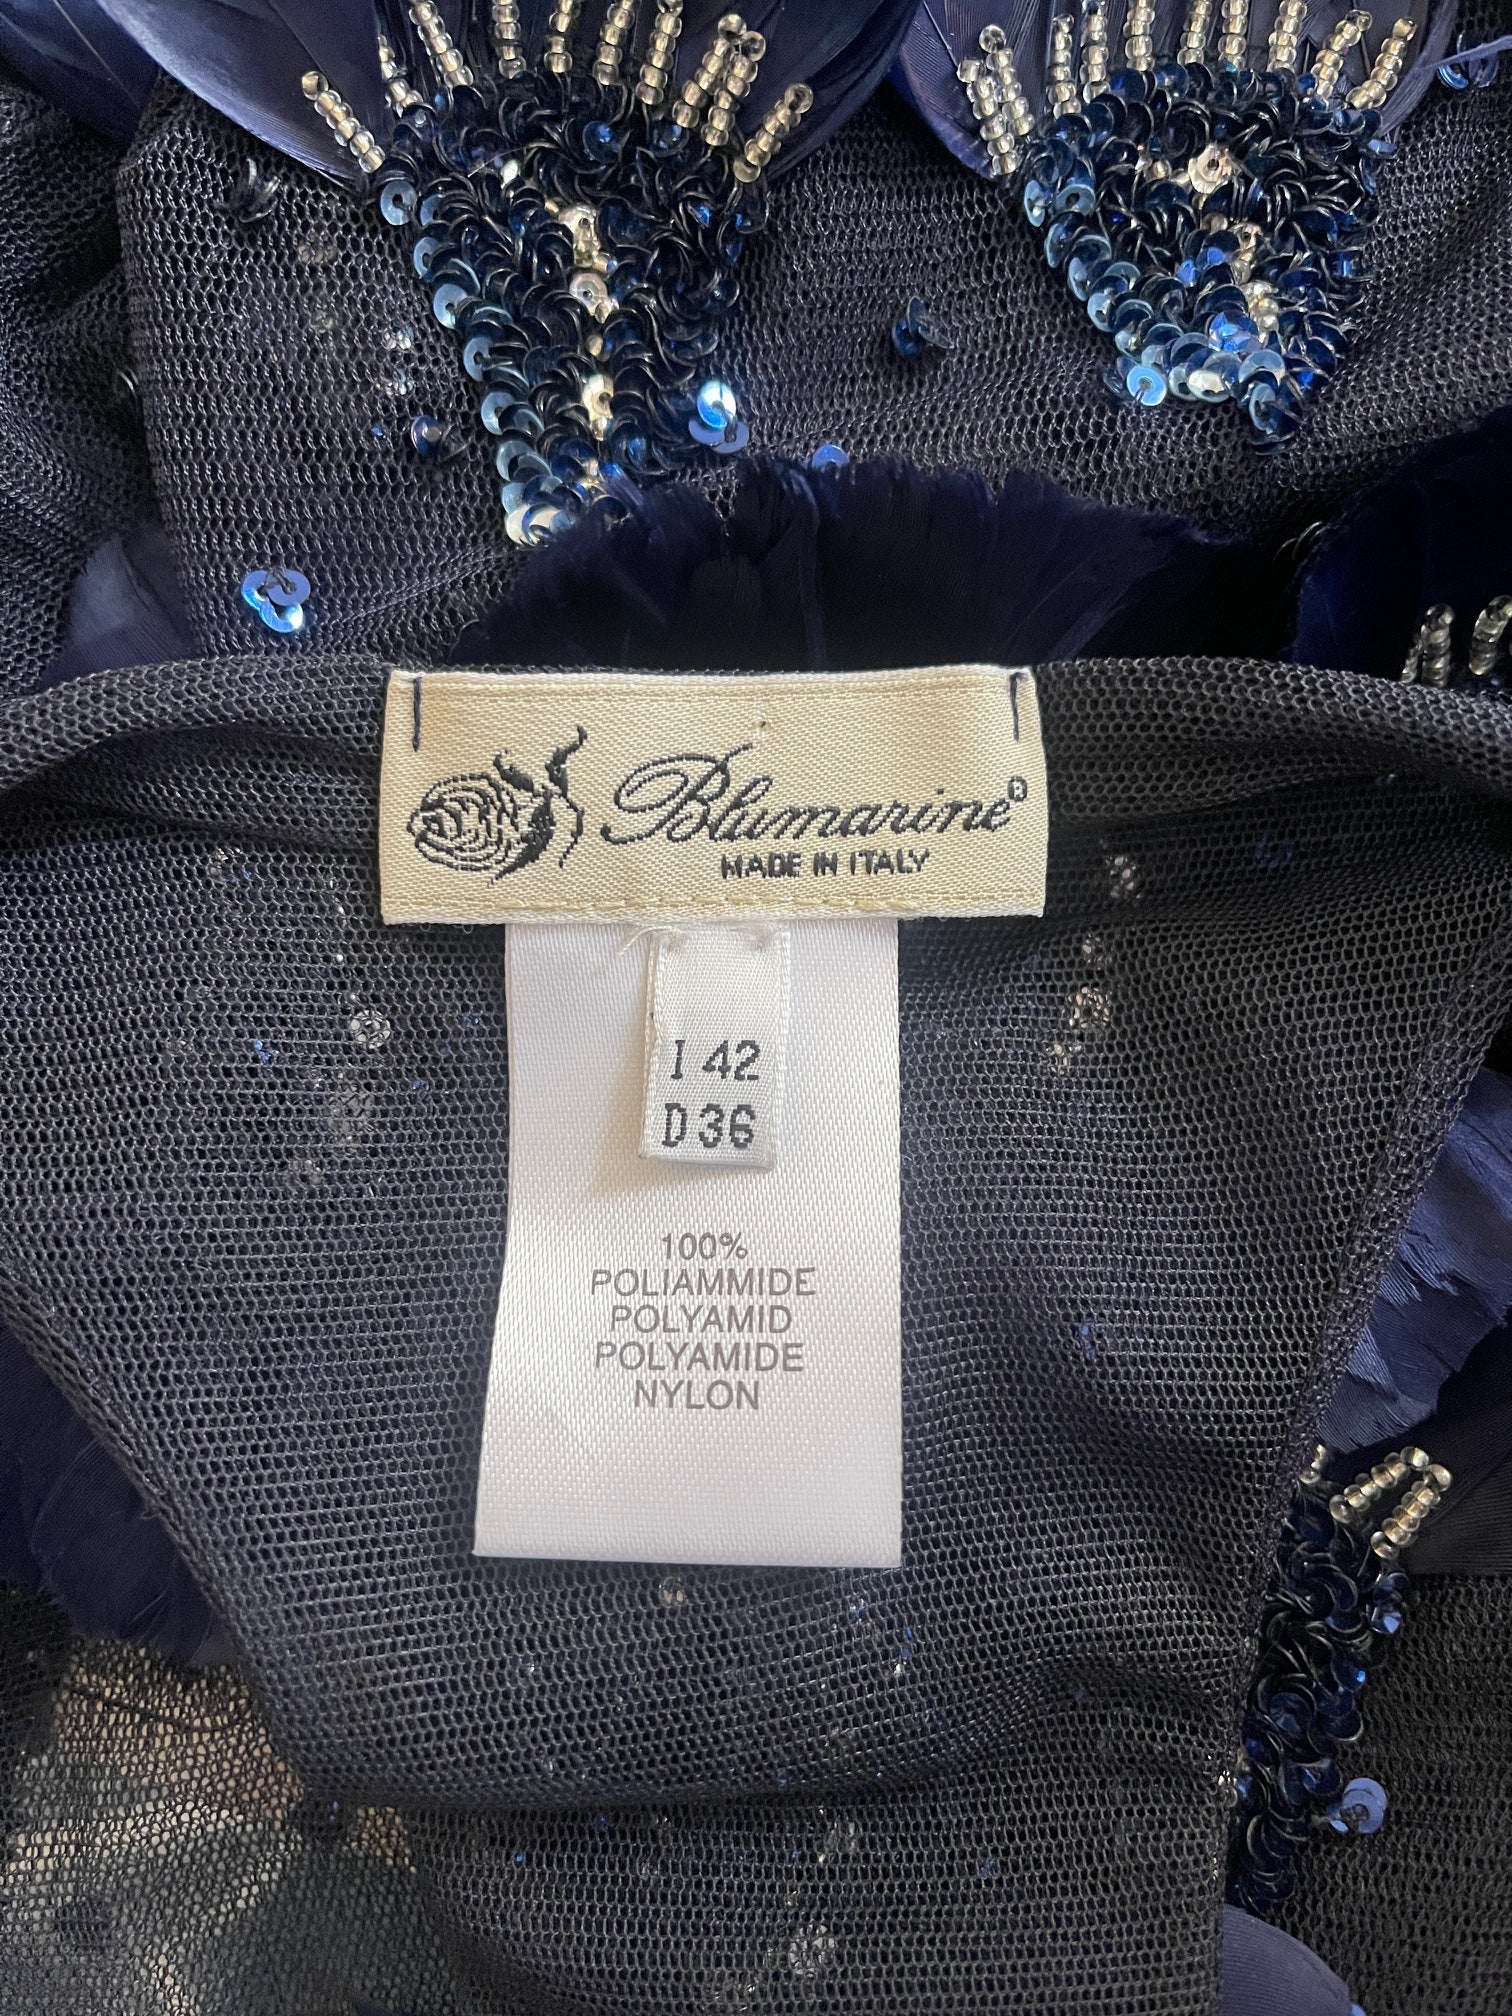 Blumarine®
MADE IN ITALY
I 42
D 36
100%
POLIAMMIDE
POLYAMID
POLYAMIDE
NYLON